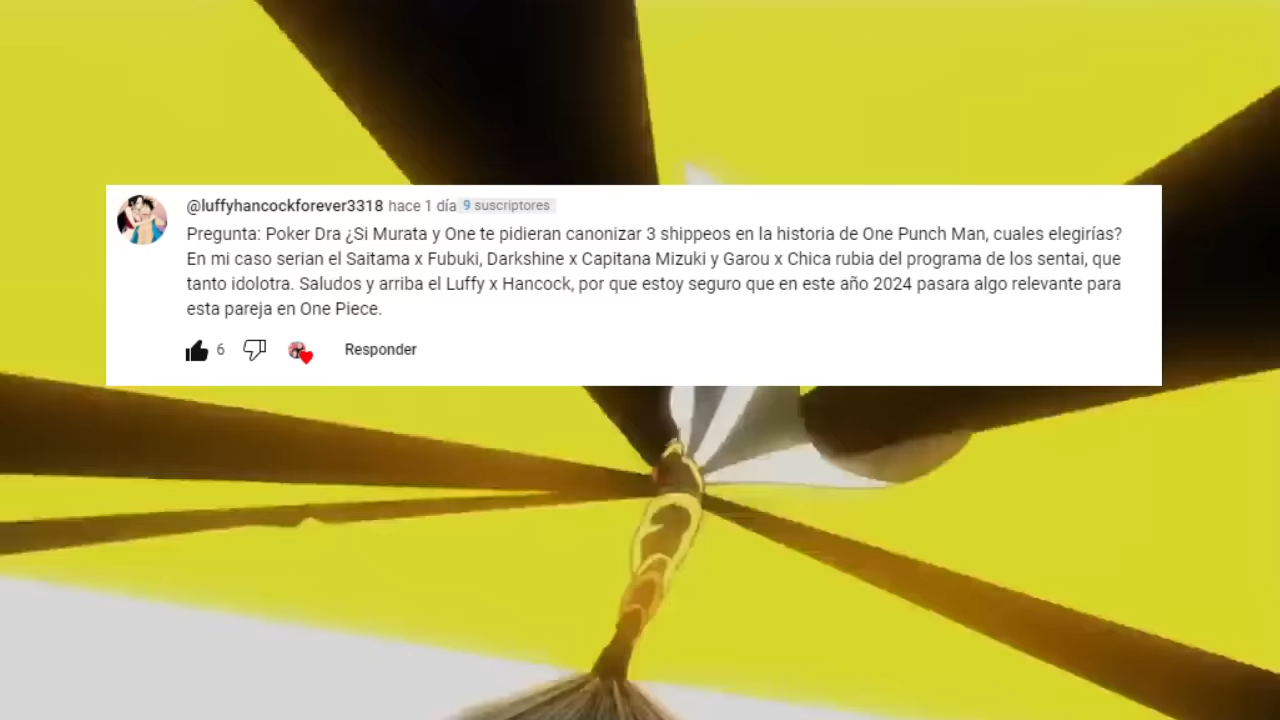 @luffyhancockforever3318 hace 1 día 9 suscriptores
Pregunta: Poker Dra ¿Si Murata y One te pidieran canonizar 3 shippeos en la historia de One Punch Man, cuales elegirías?
En mi caso serian el Saitama x Fubuki, Darkshine x Capitana Mizuki y Garou x Chica rubia del programa de los sentai, que
tanto idolotra. Saludos y arriba el Luffy x Hancock, por que estoy seguro que en este año 2024 pasara algo relevante para
esta pareja en One Piece.
6 Responder